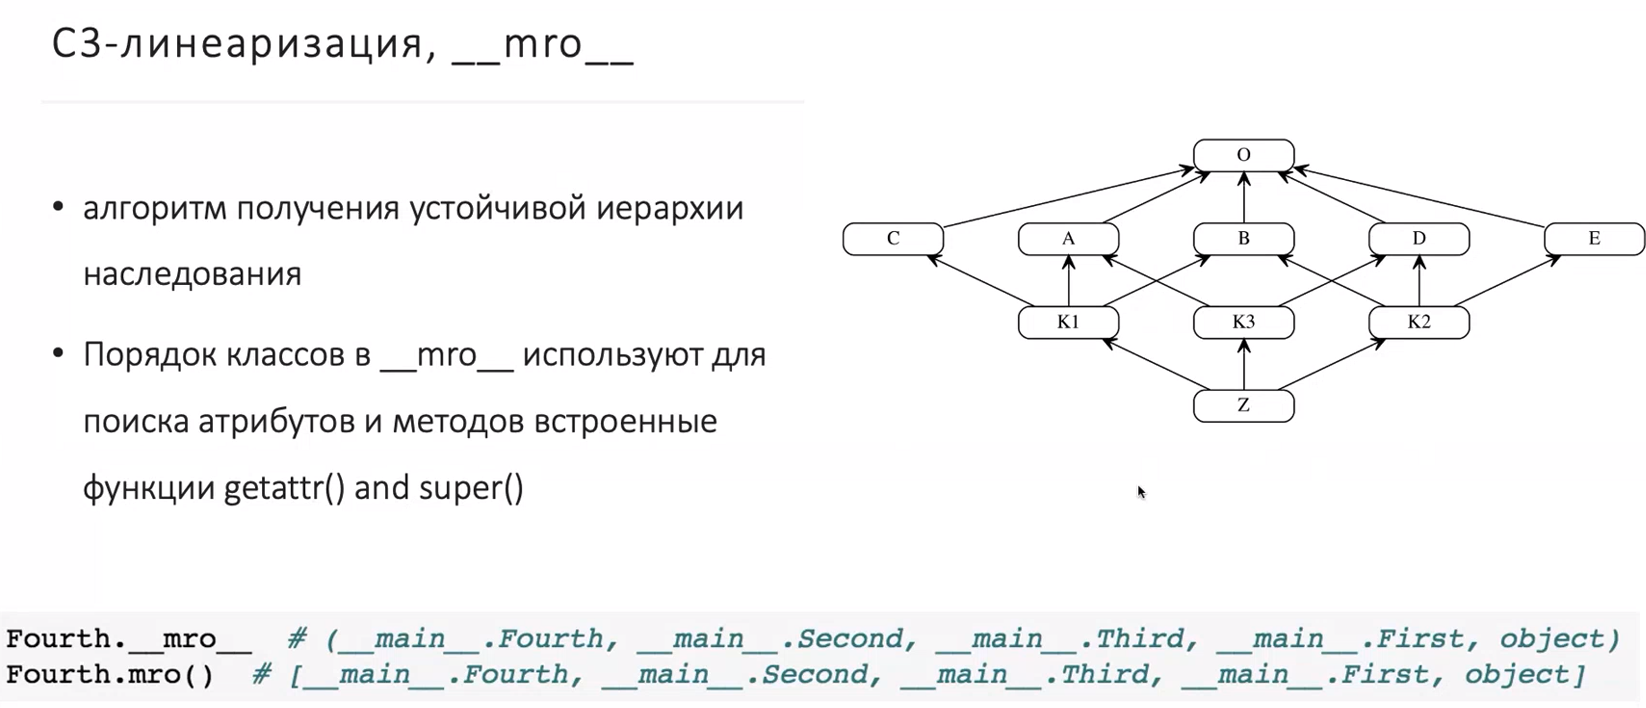 С3-линеаризация, __mro__
• алгоритм получения устойчивой иерархии
наследования
• Порядок классов в __mro__ используют для
поиска атрибутов и методов встроенные
функции getattr() and super()
O
C
A
B
D
E
K1
K3
K2
Z
Fourth.__mro__ # (__main__.Fourth, __main__.Second, __main__.Third, __main__.First, object)
Fourth.mro() # [__main__.Fourth, __main__.Second, __main__.Third, __main__.First, object]